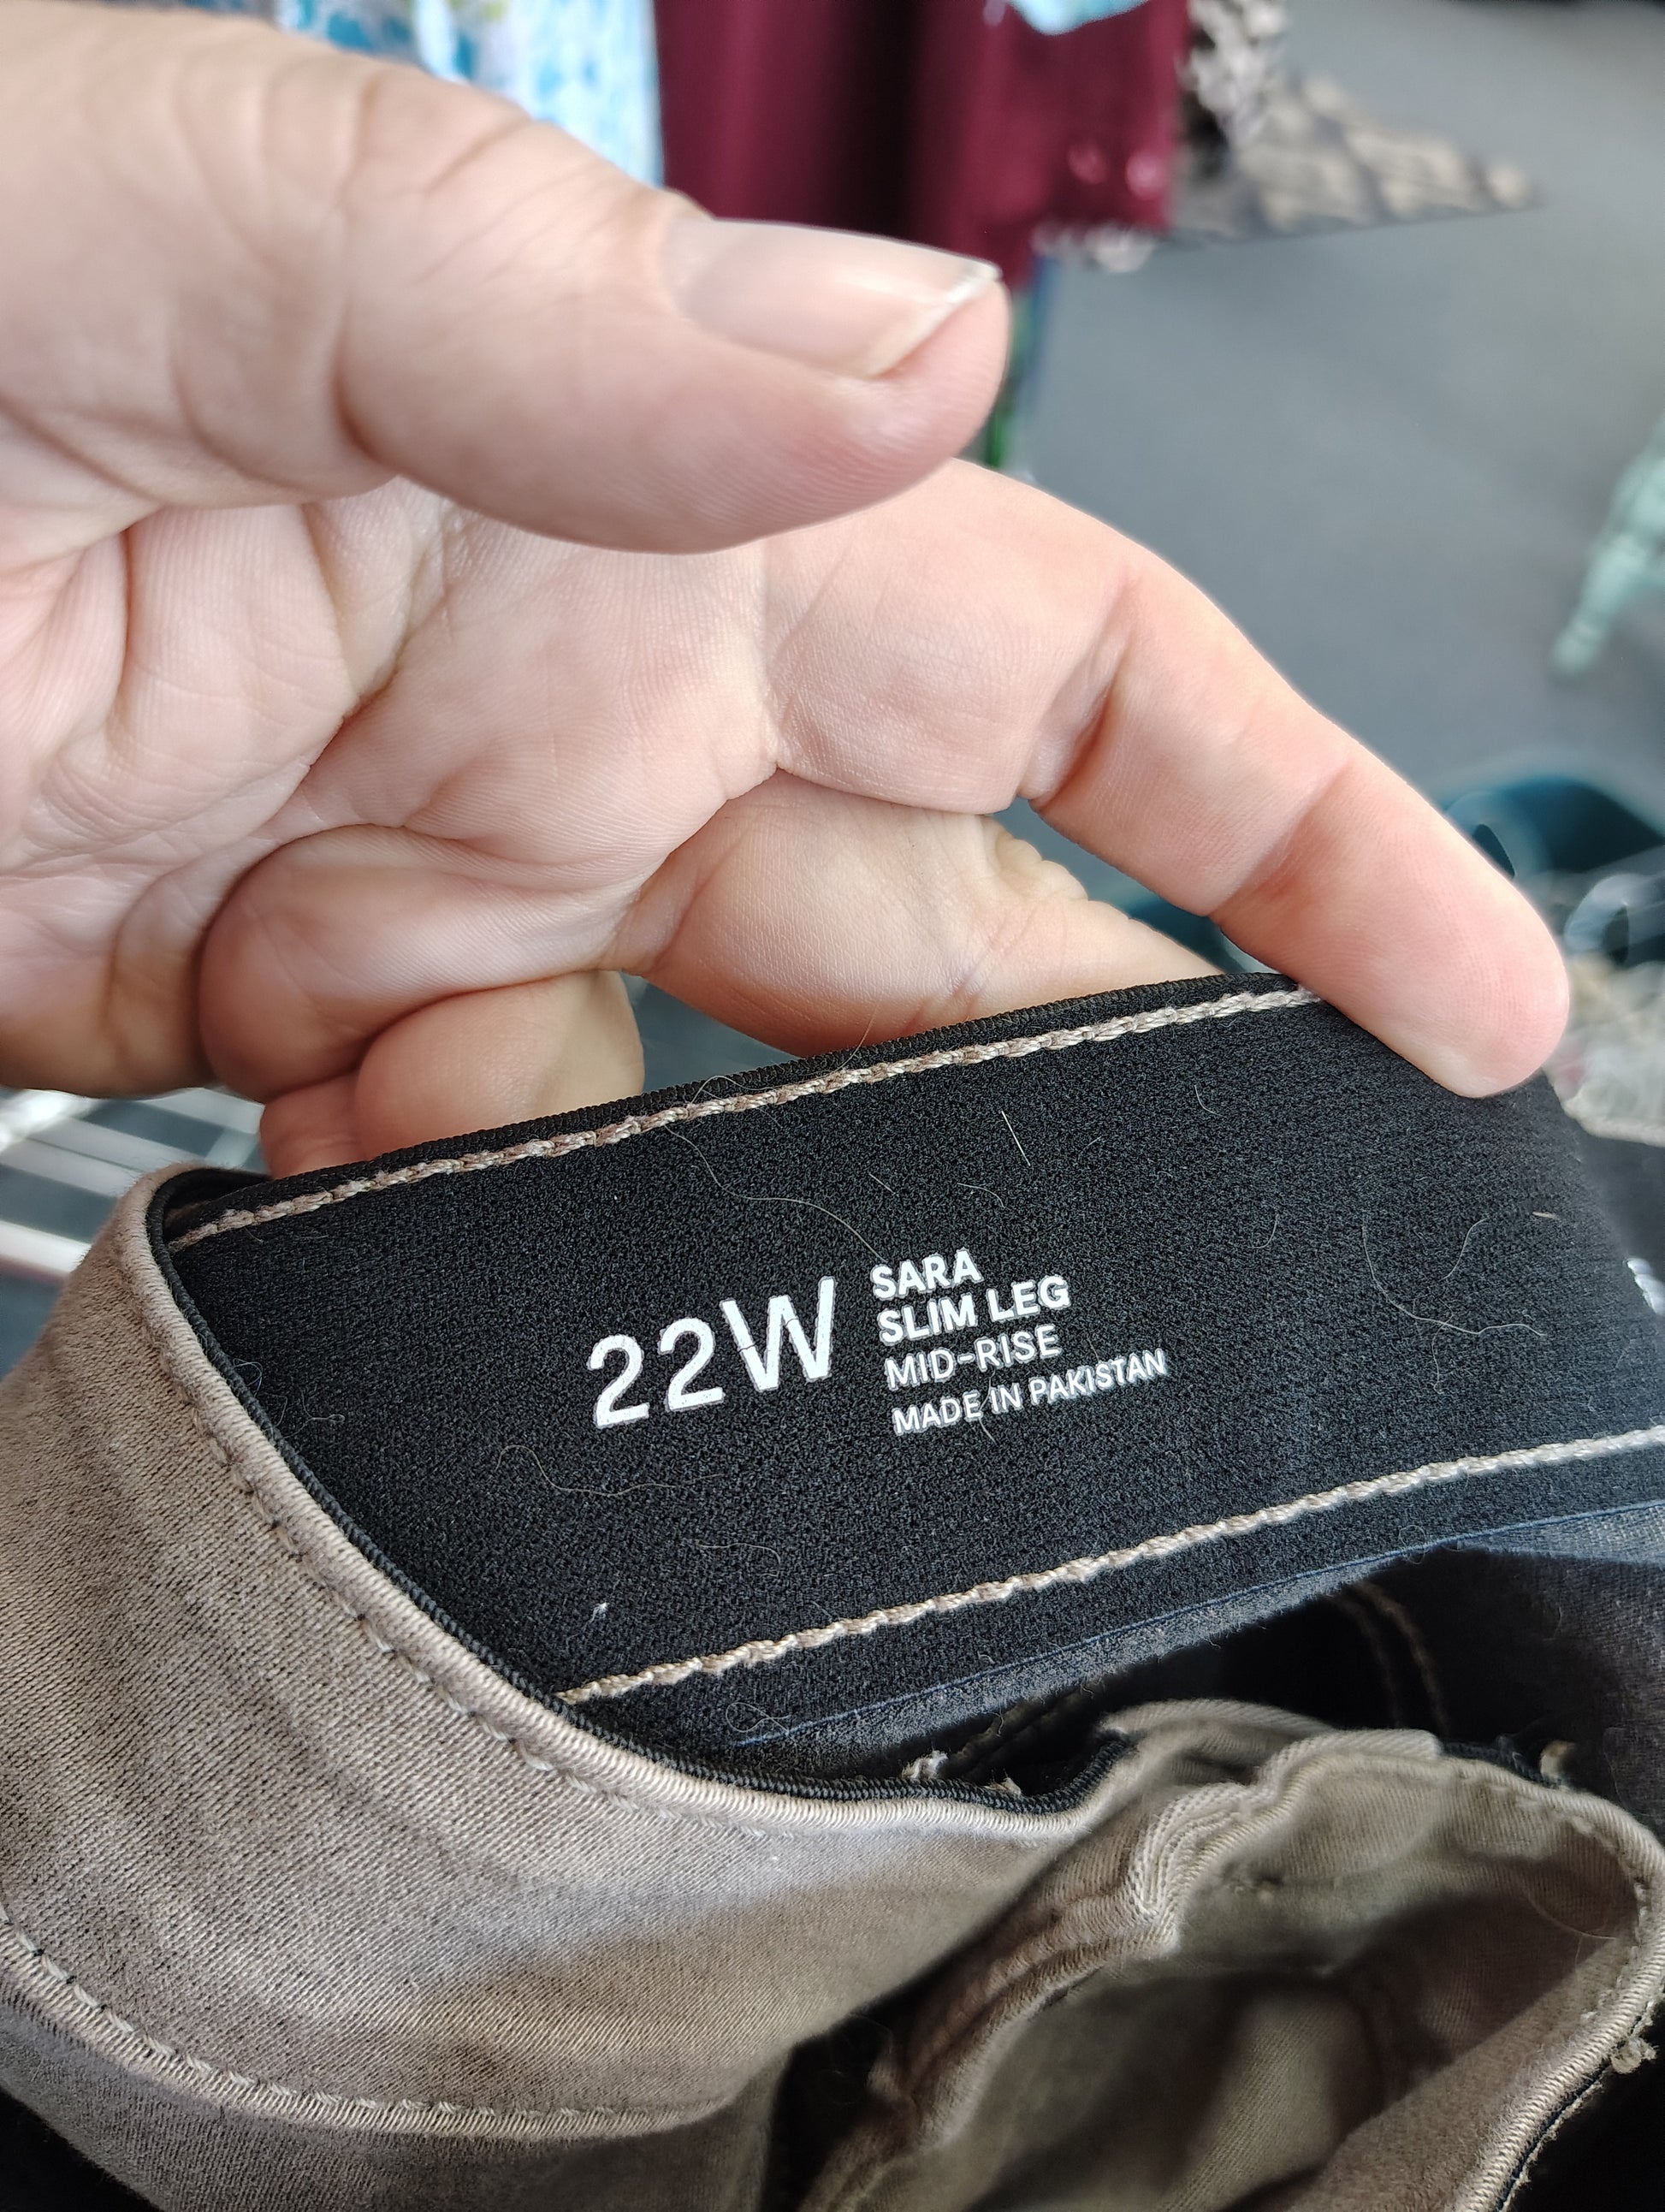 22W
SARA
SLIM LEG
MID-RISE
MADE IN PAKISTAN